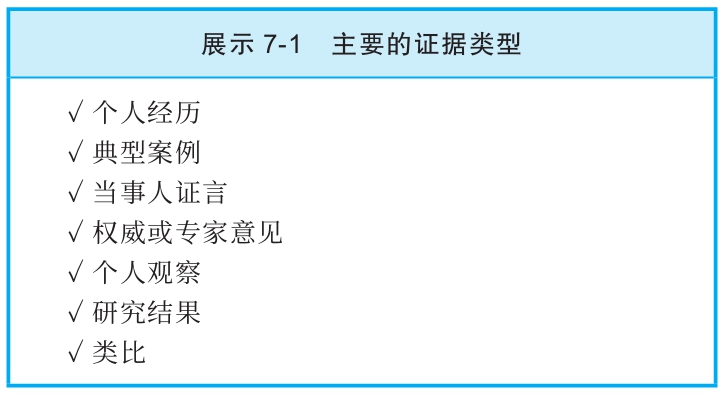 展示 7-1 主要的证据类型
√ 个人经历
√ 典型案例
√ 当事人证言
√ 权威或专家意见
√ 个人观察
√ 研究结果
√ 类比